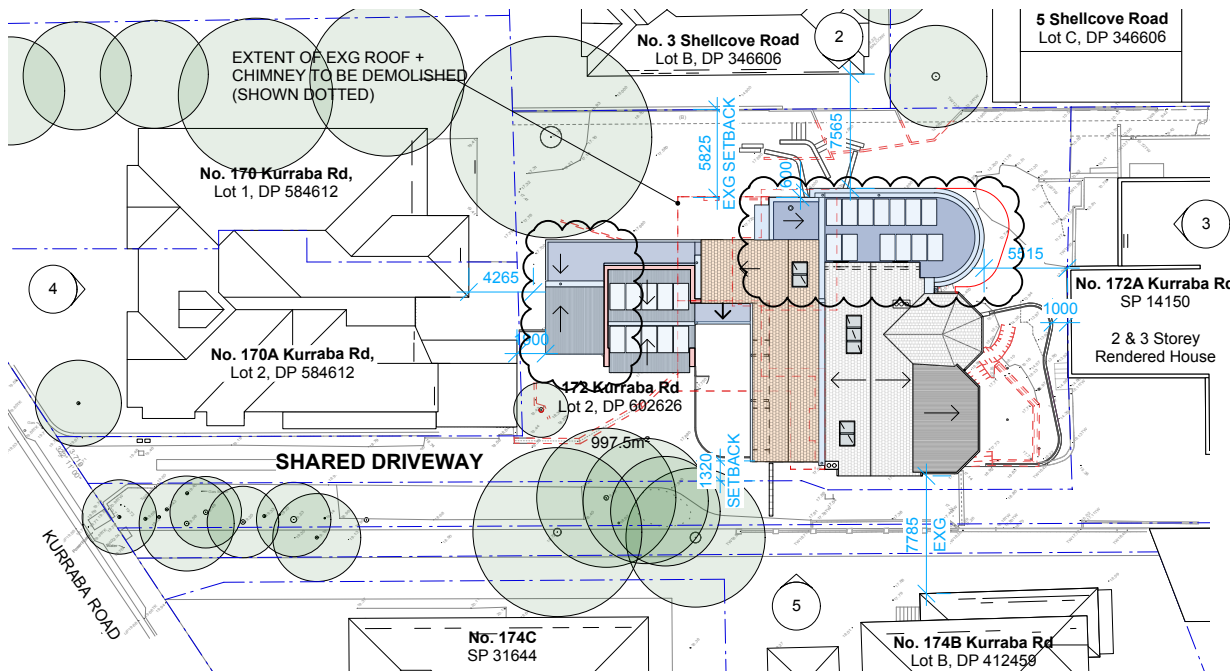 EXTENT OF EXG ROOF +
CHIMNEY TO BE DEMOLISHED
(SHOWN DOTTED)
No. 3 Shellcove Road
Lot B, DP 346606
2
5 Shellcove Road
Lot C, DP 346606
5825
EXG SETBACK
7565
600
No. 170 Kurraba Rd,
Lot 1, DP 584612
3
4
4265
5515
No. 172A Kurraba Rd
SP 14150
1000
2 & 3 Storey
Rendered House
No. 170A Kurraba Rd,
Lot 2, DP 584612
172 Kurraba Rd
Lot 2, DP 602626
997.5m²
SHARED DRIVEWAY
1320
SETBACK
7785
EXG
KURRABA ROAD
5
No. 174C
SP 31644
No. 174B Kurraba Rd
Lot B, DP 412459